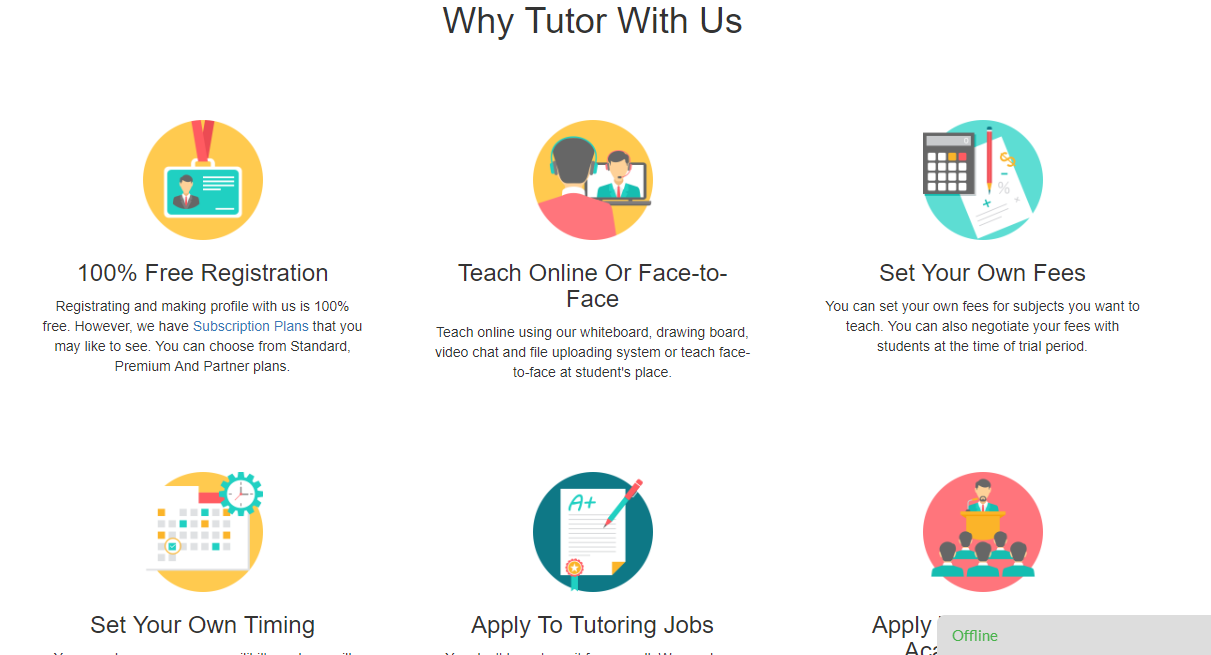 Why Tutor With Us
100% Free Registration
Registrating and making profile with us is 100%
free. However, we have Subscription Plans that you
may like to see. You can choose from Standard,
Premium And Partner plans.
Teach Online Or Face-to-
Face
Teach online using our whiteboard, drawing board,
video chat and file uploading system or teach face-
to-face at student's place.
Set Your Own Fees
You can set your own fees for subjects you want to
teach. You can also negotiate your fees with
students at the time of trial period.
A+
Set Your Own Timing
Apply To Tutoring Jobs
Apply
Offline